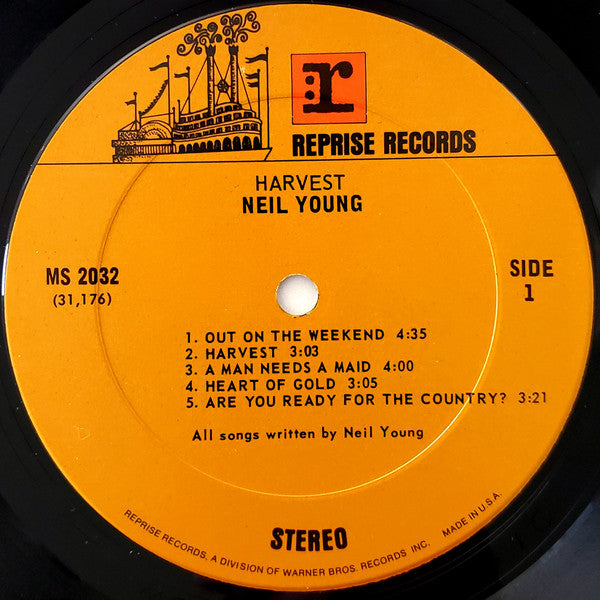 r
REPRISE RECORDS
HARVEST
NEIL YOUNG
MS 2032
(31,176)
SIDE
1
1. OUT ON THE WEEKEND 4:35
2. HARVEST 3:03
3. A MAN NEEDS A MAID 4:00
4. HEART OF GOLD 3:05
5. ARE YOU READY FOR THE COUNTRY? 3:21
All songs written by Neil Young
STEREO
REPRISE RECORDS, A DIVISION OF WARNER BROS. RECORDS INC. MADE IN U.S.A.